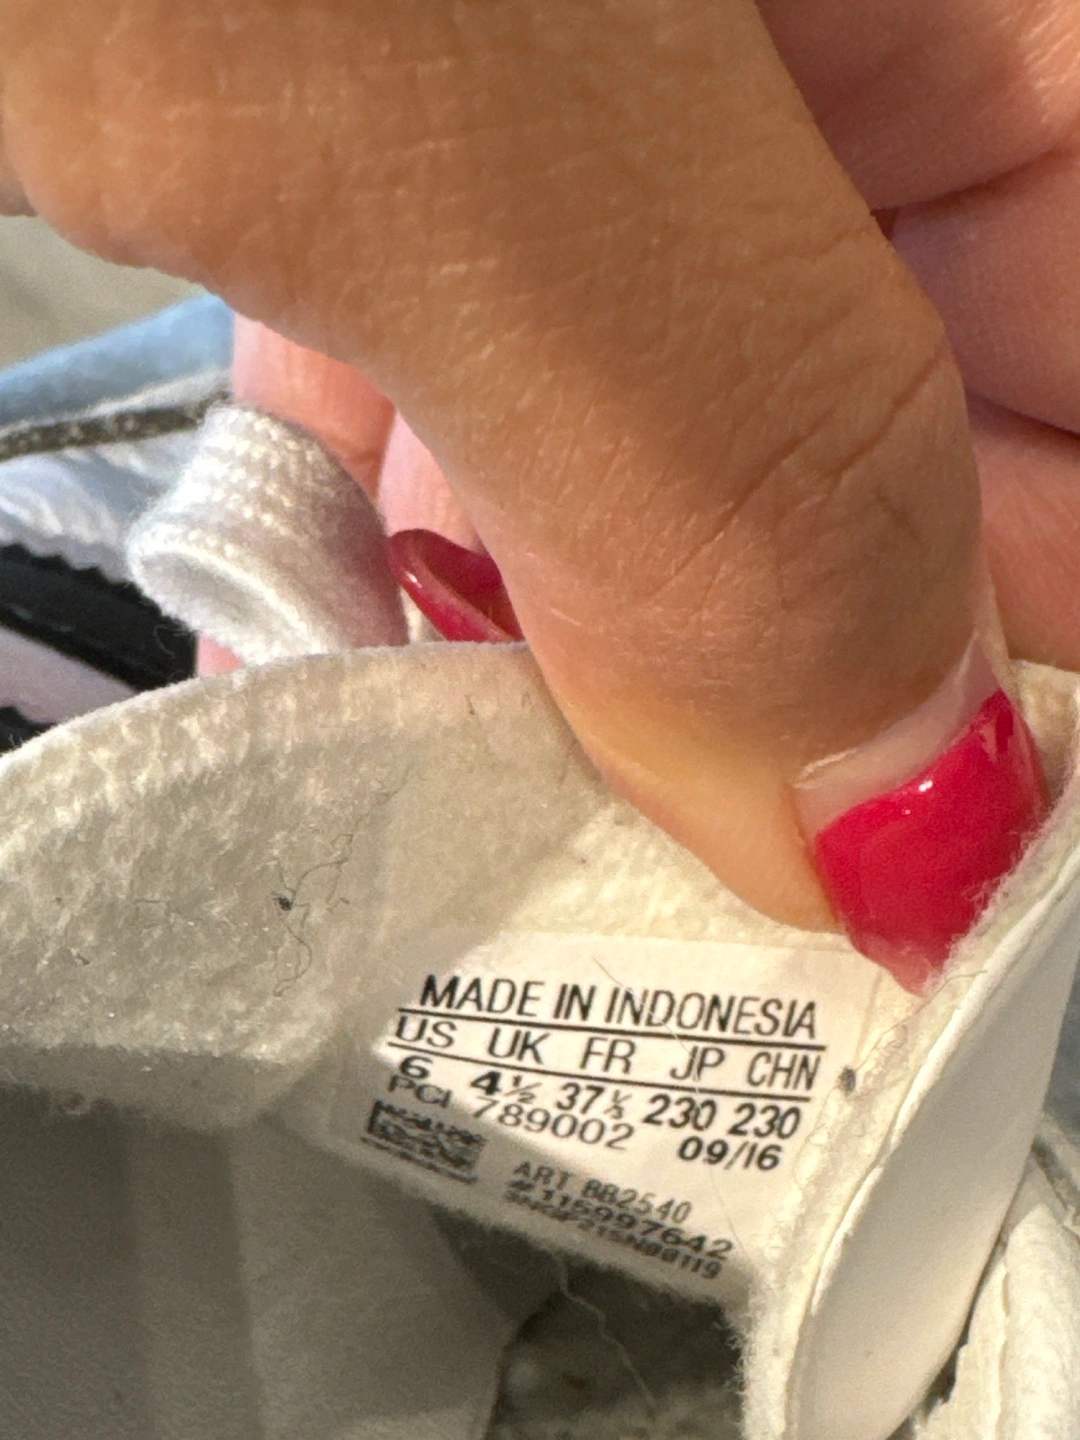 MADE IN INDONESIA
US UK FR JP CHN
6 4½ 37⅓ 230 230
PCI 789002 09/16
ART BB2540
#115997642